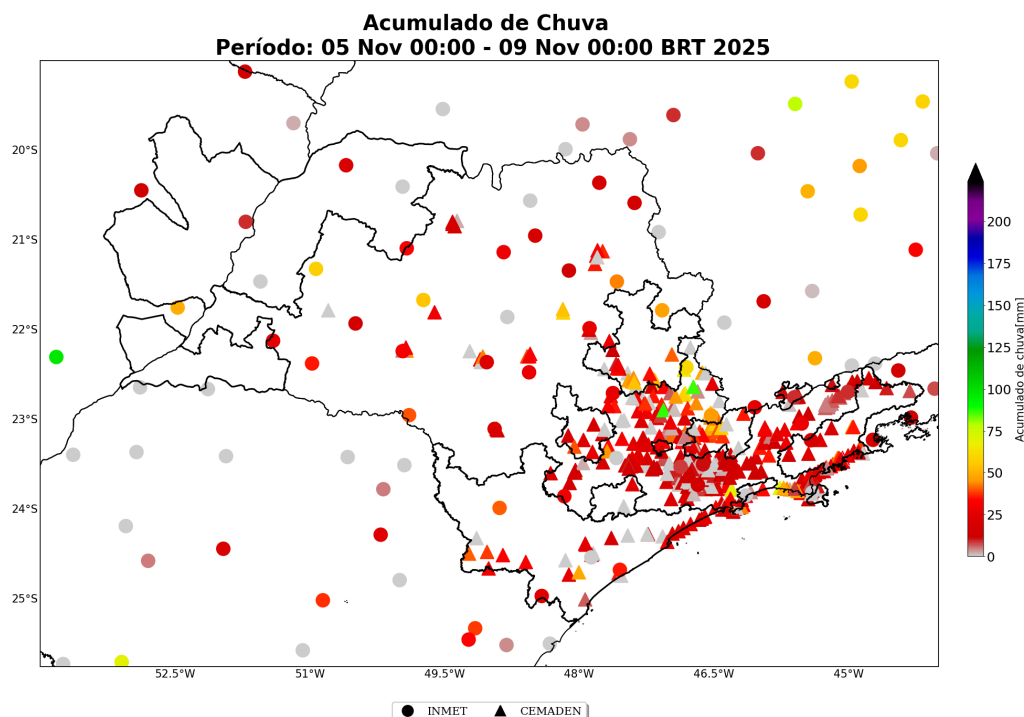 Acumulado de Chuva
Período: 05 Nov 00:00 - 09 Nov 00:00 BRT 2025
20°S
21°S
22°S
23°S
24°S
25°S
52.5°W
51°W
49.5°W
48°W
46.5°W
45°W
200
175
150
125
100
75
50
25
0
Acumulado de chuva[mm]
INMET
CEMADEN